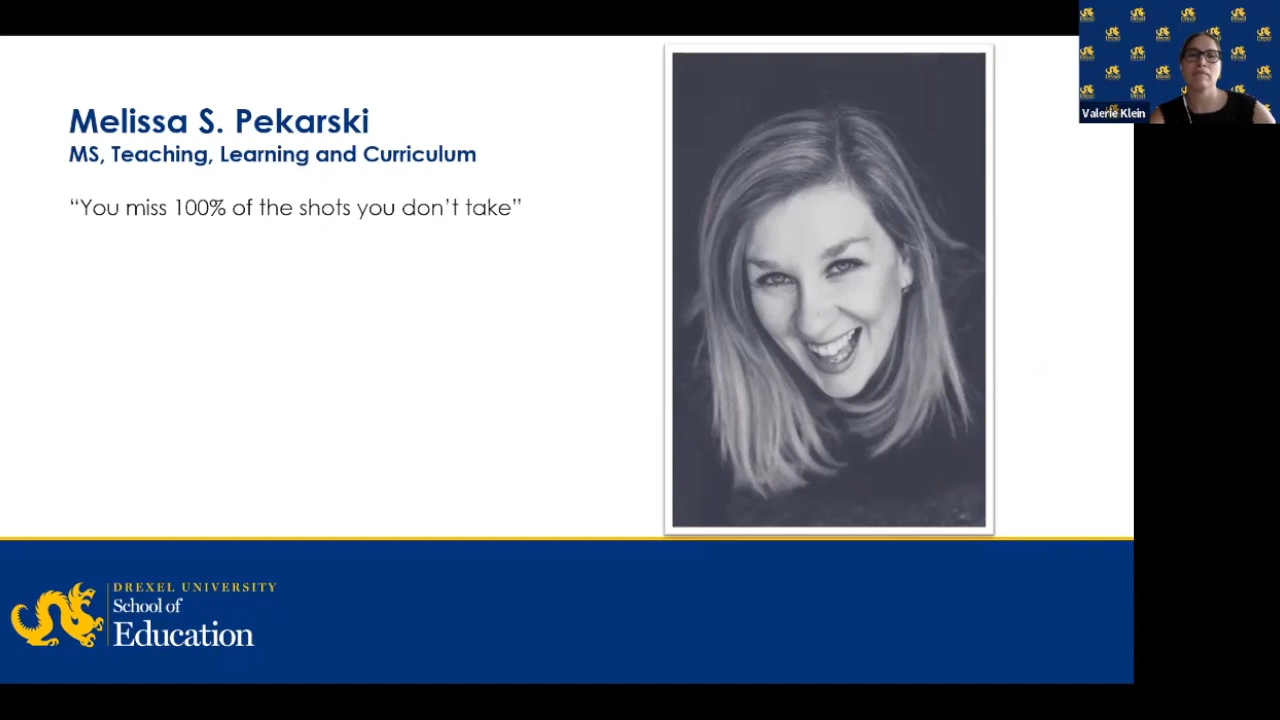 Melissa S. Pekarski
MS, Teaching, Learning and Curriculum
“You miss 100% of the shots you don’t take”
Valerie Klein
DREXEL UNIVERSITY
School of
Education